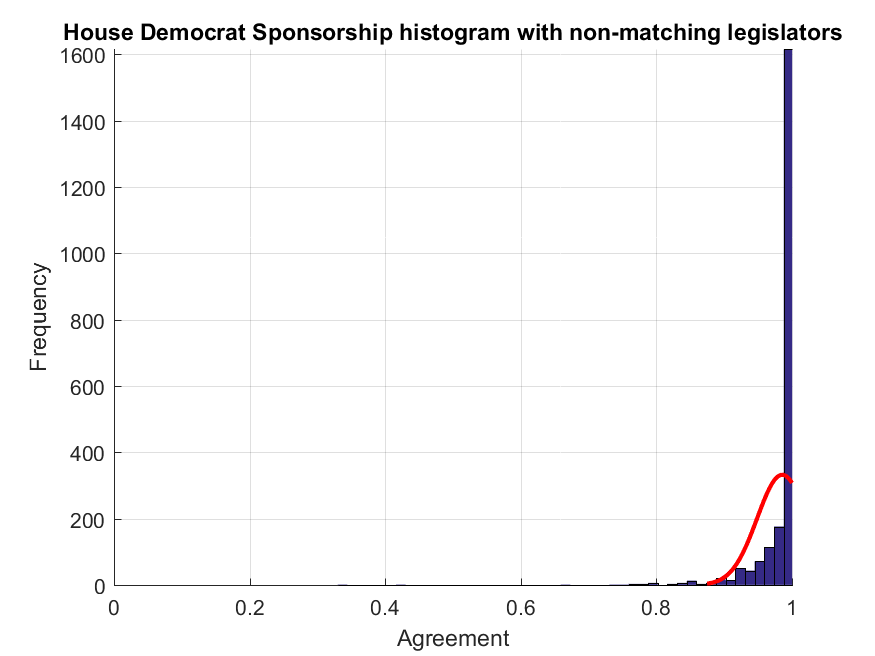 House Democrat Sponsorship histogram with non-matching legislators
1600
1400
1200
1000
800
600
400
200
0
Frequency
0 0.2 0.4 0.6 0.8 1
Agreement